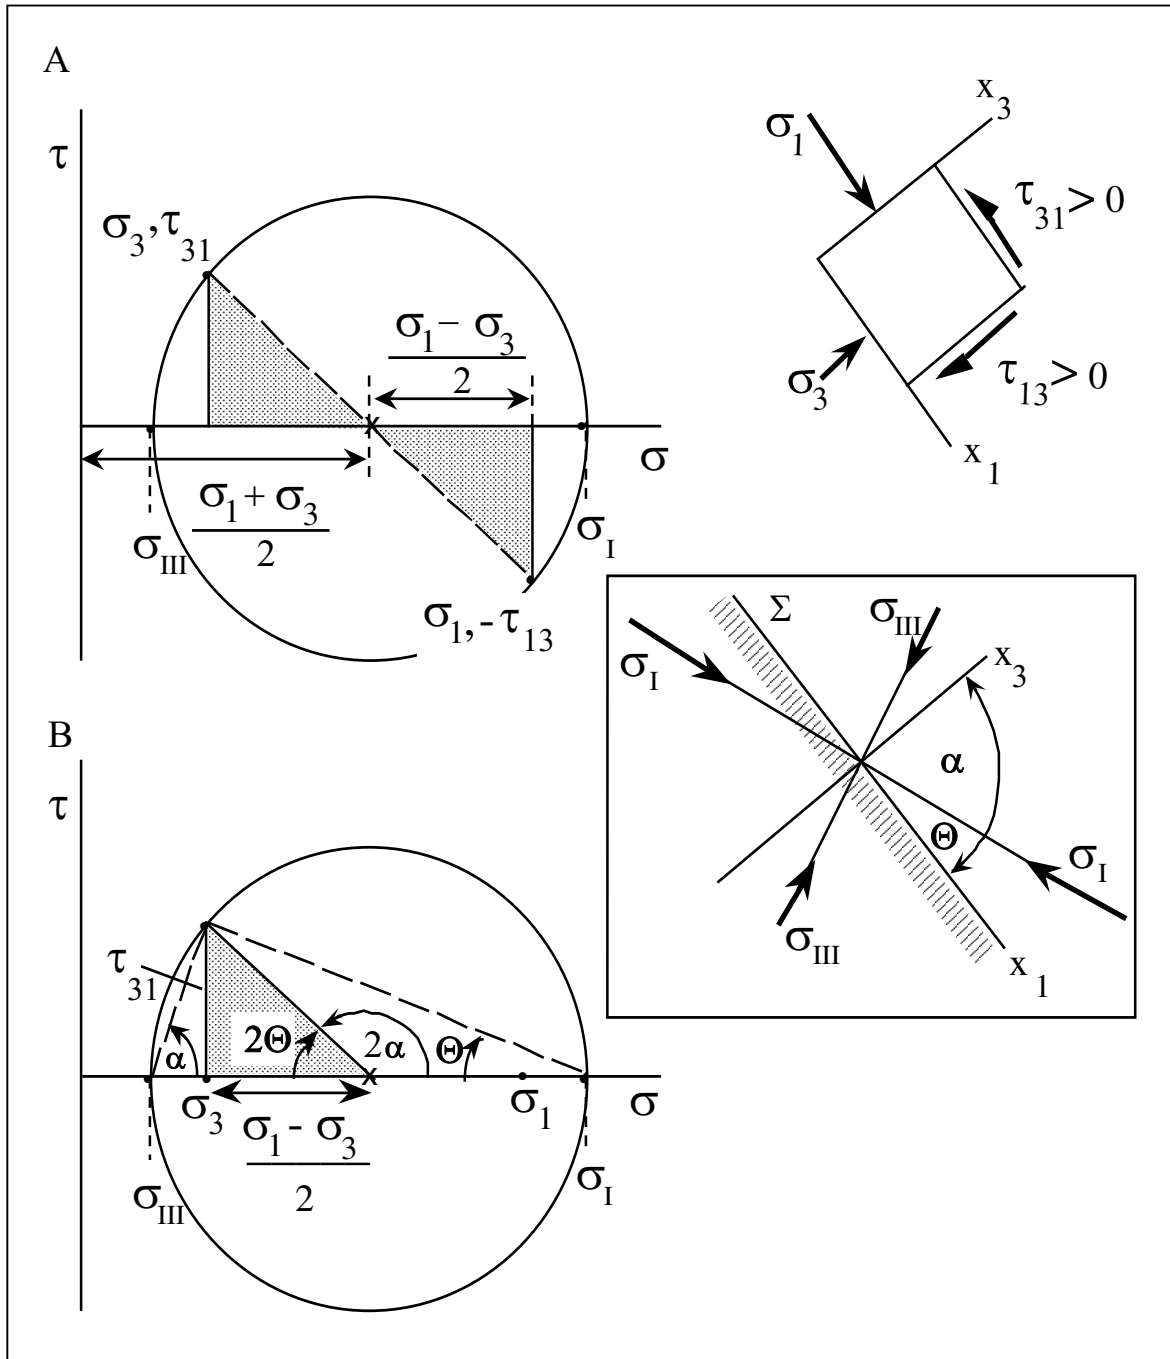 A
τ
σ3,τ31
σ1− σ3
2
σ
σ1+ σ3
2
σIII
σI
σ1,-τ13
x3
σ1
τ31> 0
σ3
τ13> 0
x1
Σ
σIII
σI
x3
α
Θ
σI
σIII
x1
B
τ
τ31
α
2Θ
2α
Θ
σ3
σ1
σ
σ1- σ3
2
σIII
σI